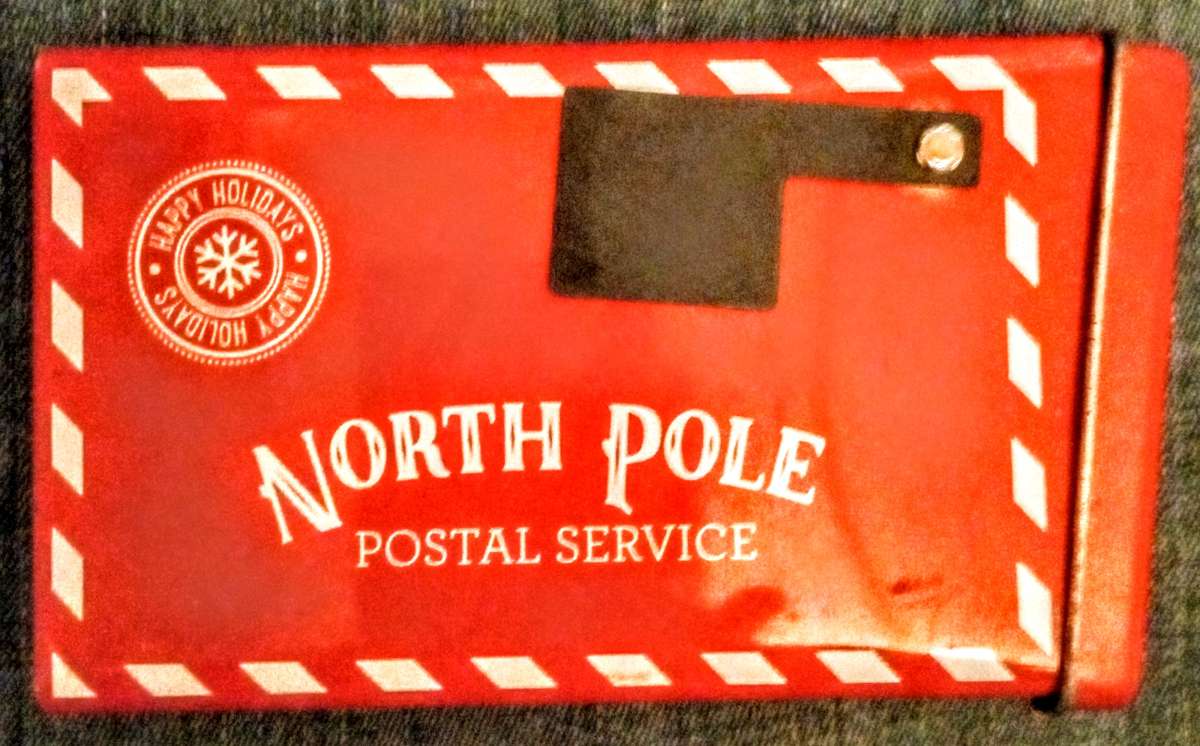 HAPPY HOLIDAYS • HAPPY HOLIDAYS •
NORTH POLE
POSTAL SERVICE